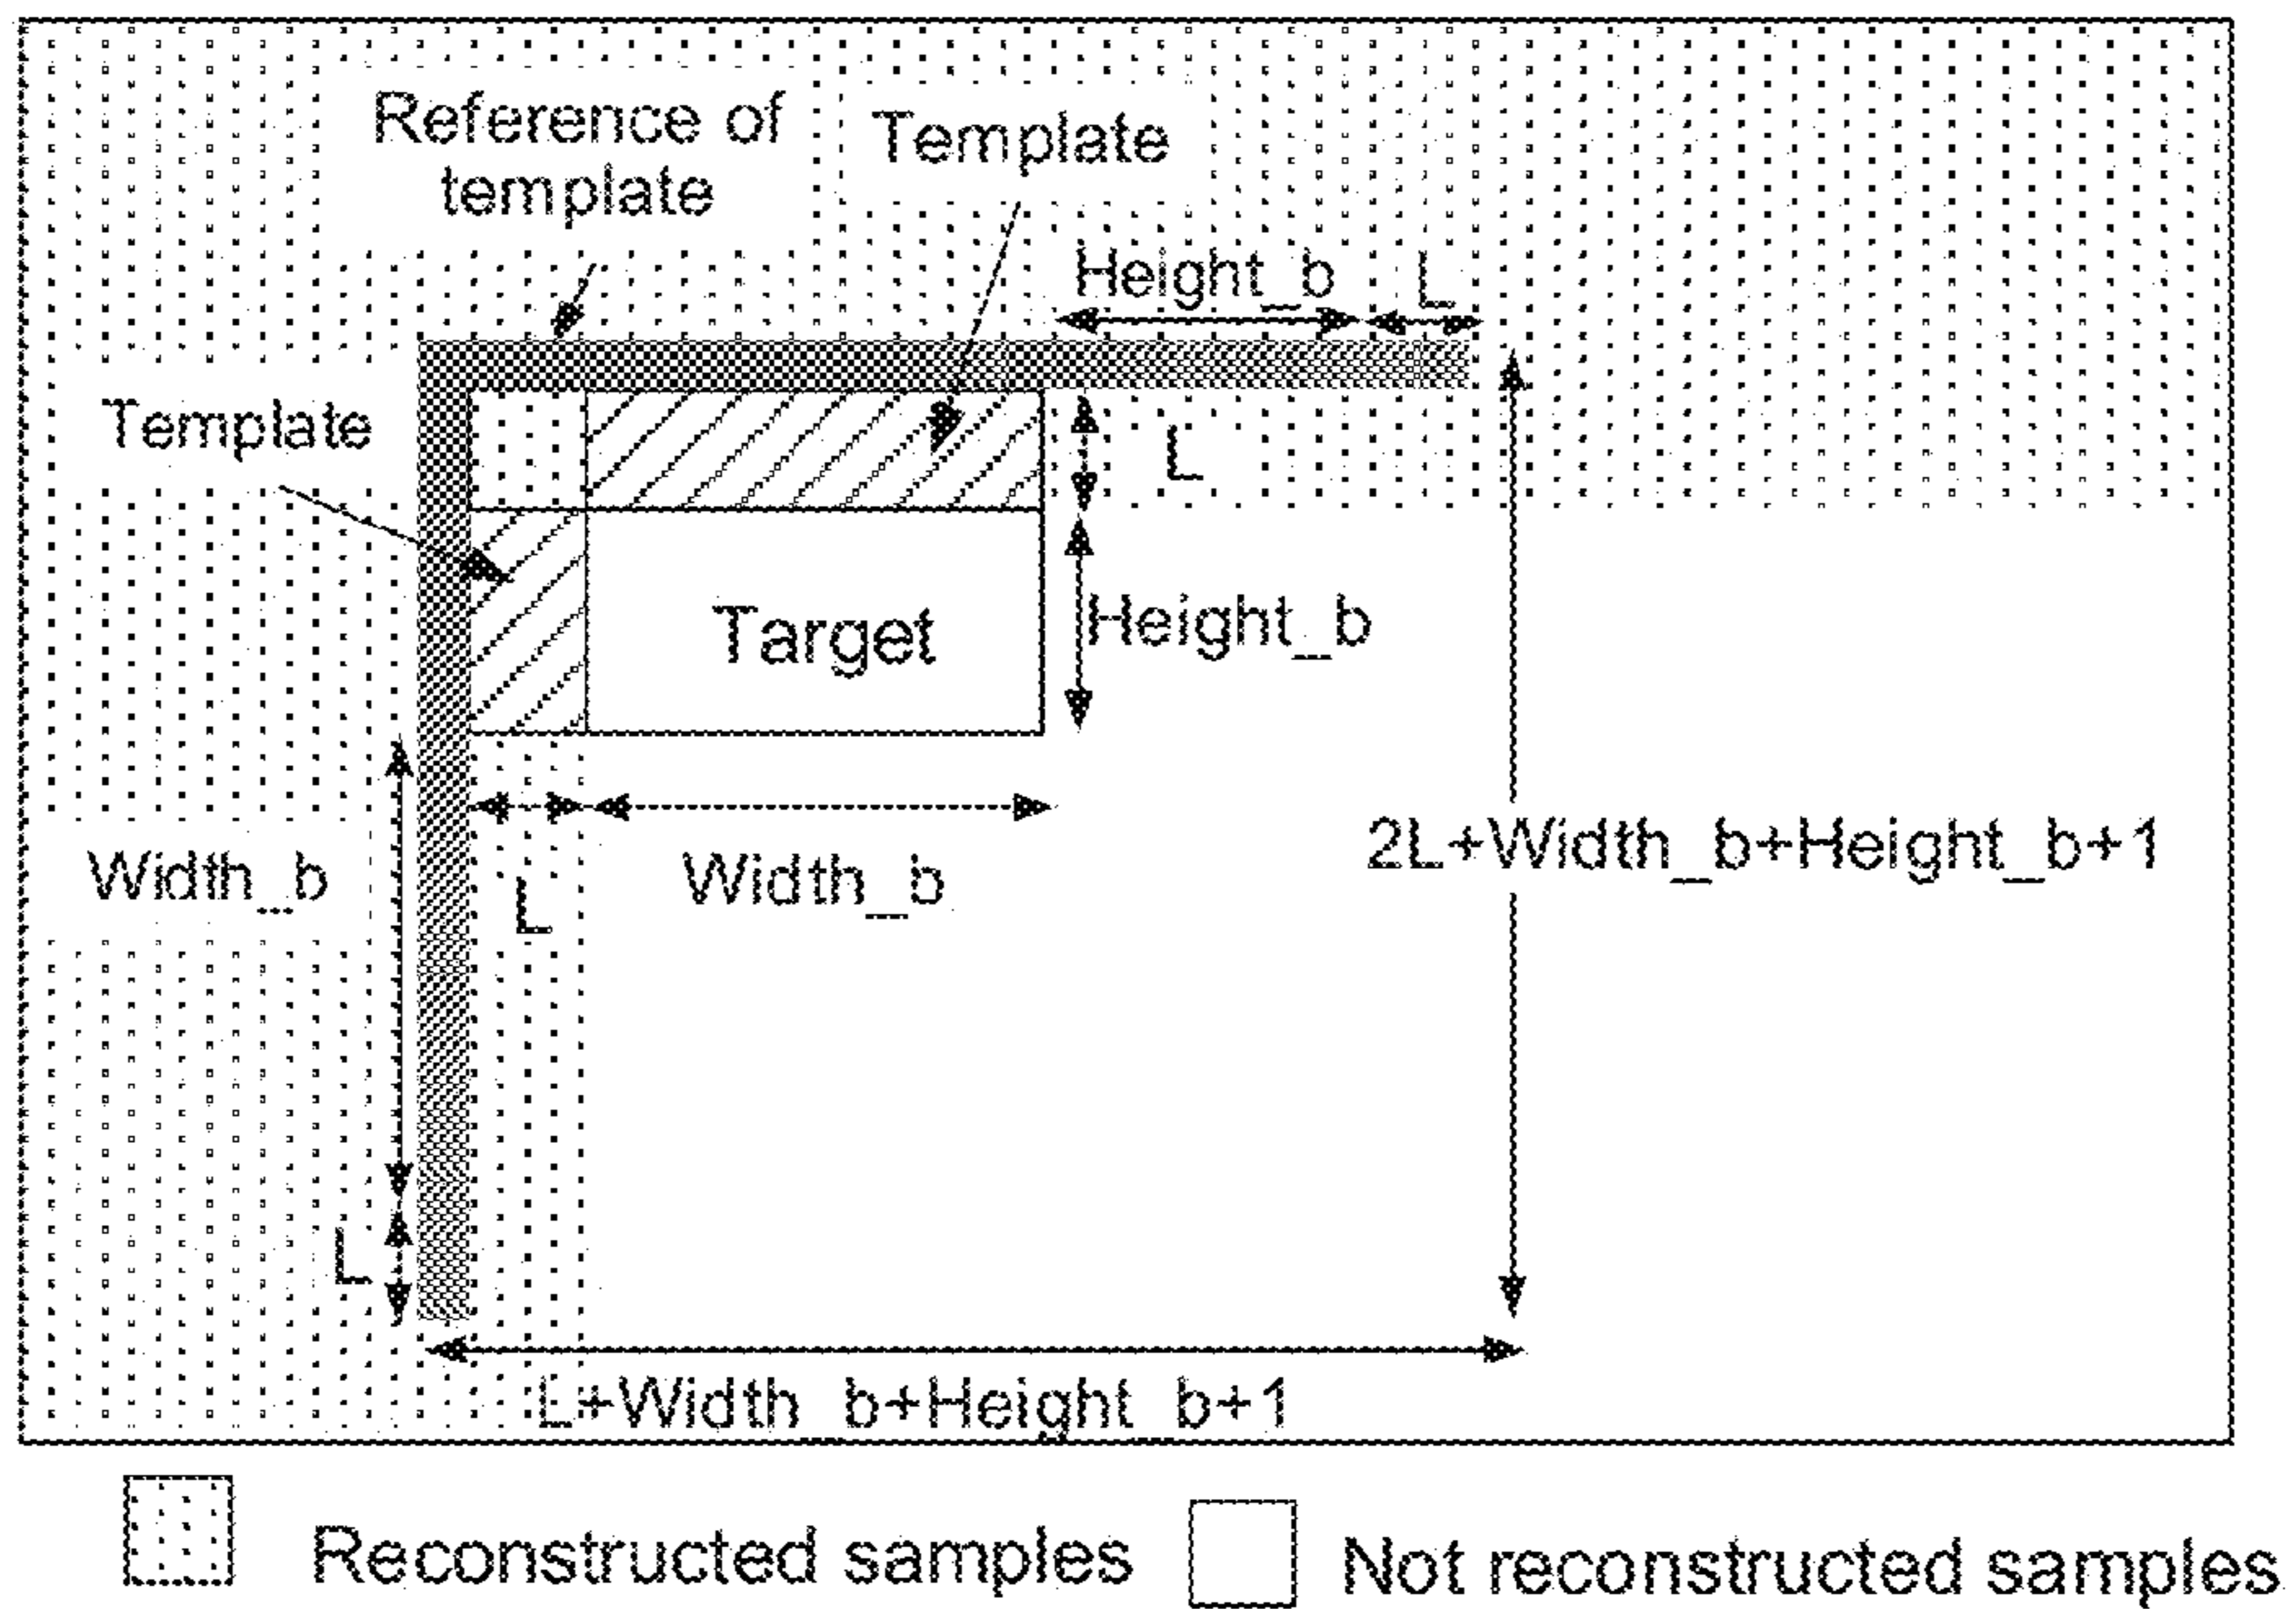 Reference of
template
Template
Height_b
L
Template
L
Target
Height_b
Width_b
L
Width_b
2L+Width_b+Height_b+1
L
L+Width_b+Height_b+1
Reconstructed samples
Not reconstructed samples